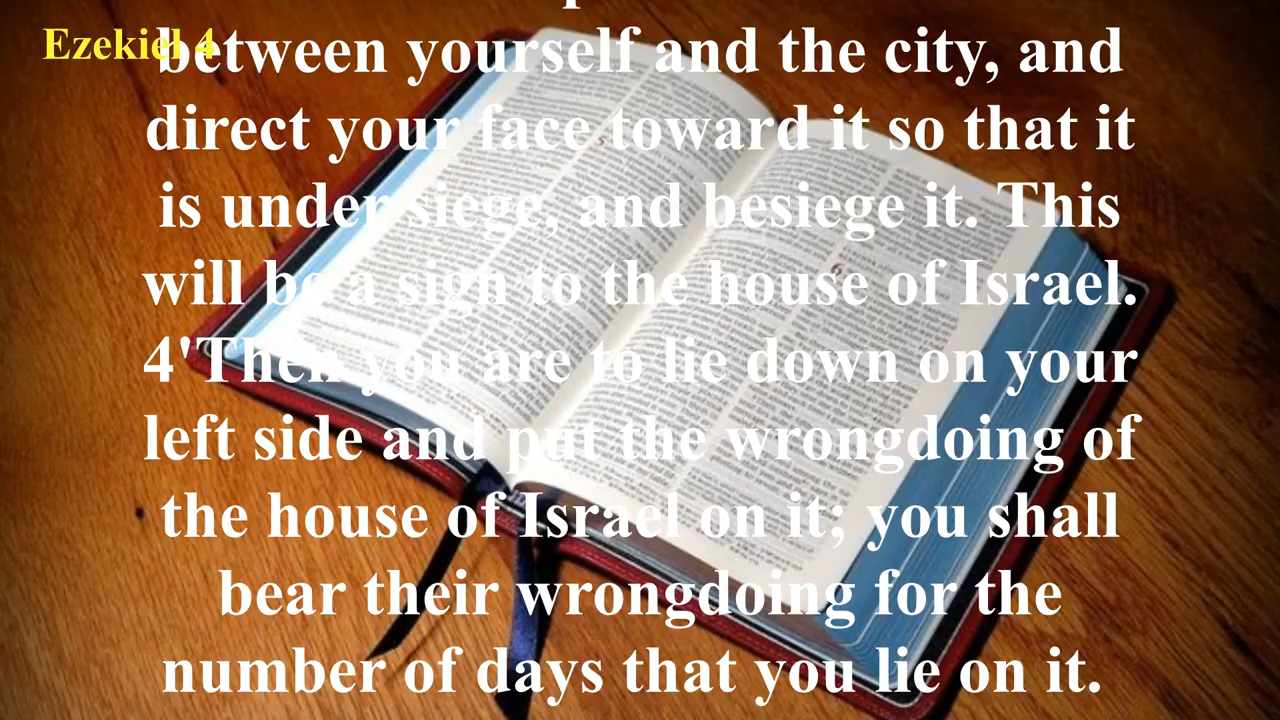 Ezekiel 4
between yourself and the city, and
direct your face toward it so that it
is under siege, and besiege it. This
will be a sign to the house of Israel.
4'Then you are to lie down on your
left side and put the wrongdoing of
the house of Israel on it; you shall
bear their wrongdoing for the
number of days that you lie on it.